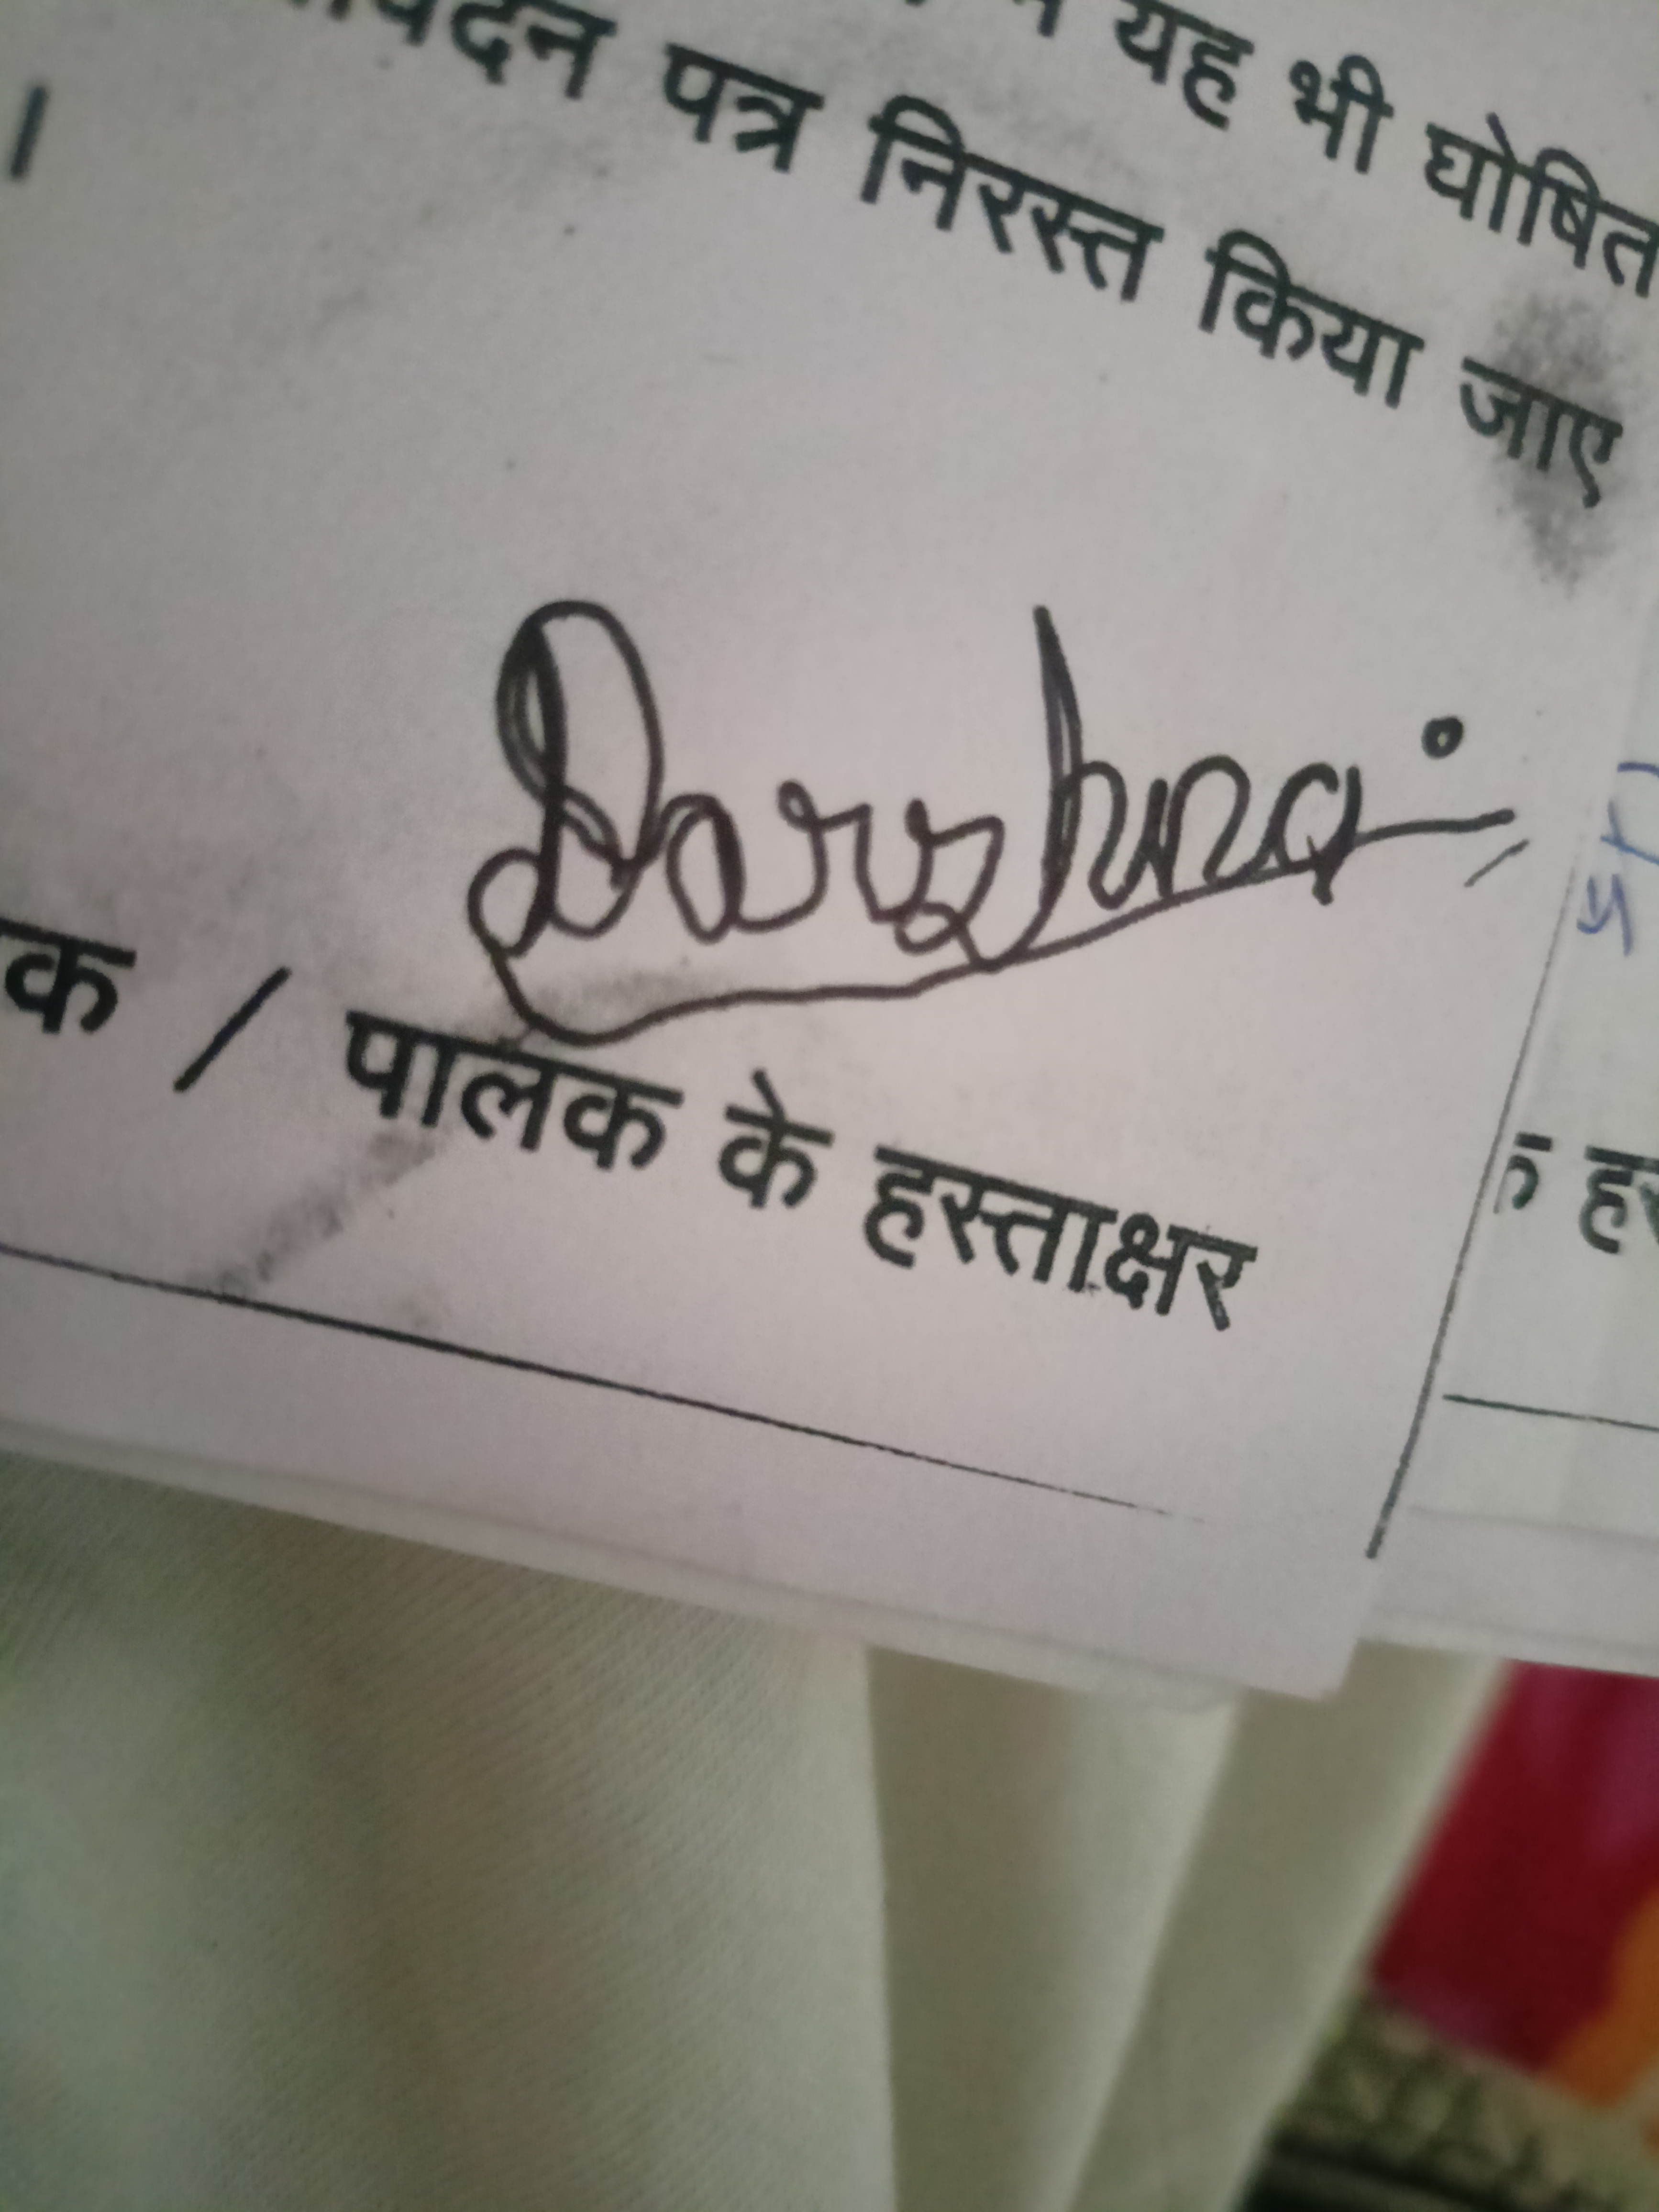 यह भी घोषित
पत्र निरस्त किया जाए
।
Darshna
/ पालक के हस्ताक्षर